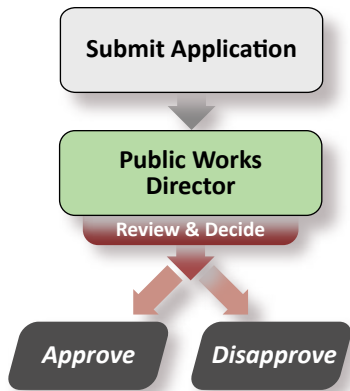 Submit Application
Public Works
Director
Review & Decide
Approve
Disapprove